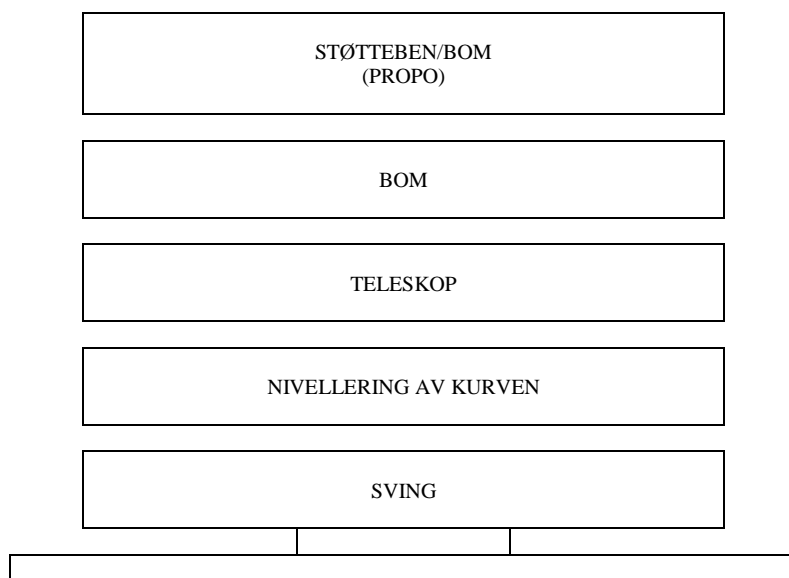 STØTTEBEN/BOM
(PROPO)
BOM
TELESKOP
NIVELLERING AV KURVEN
SVING